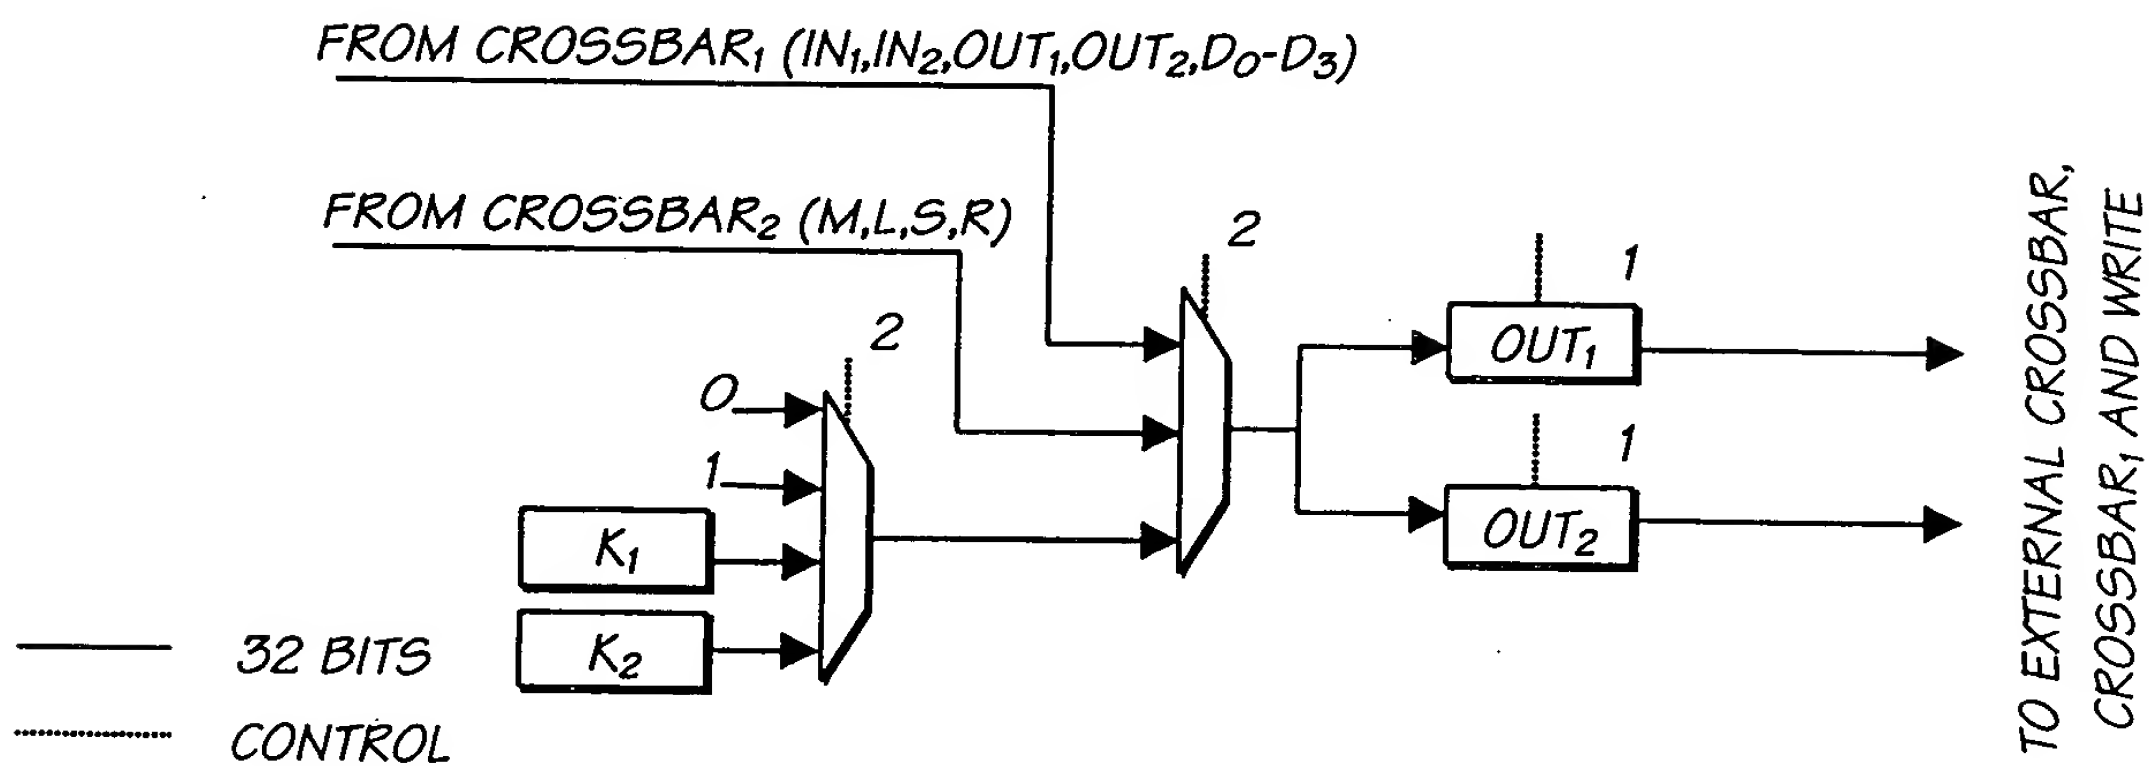 FROM CROSSBAR₁ (IN₁,IN₂,OUT₁,OUT₂,D₀-D₃)
FROM CROSSBAR₂ (M,L,S,R)
2
2
1
0
OUT₁
1
1
K₁
OUT₂
K₂
32 BITS
CONTROL
TO EXTERNAL CROSSBAR,
CROSSBAR₁ AND WRITE